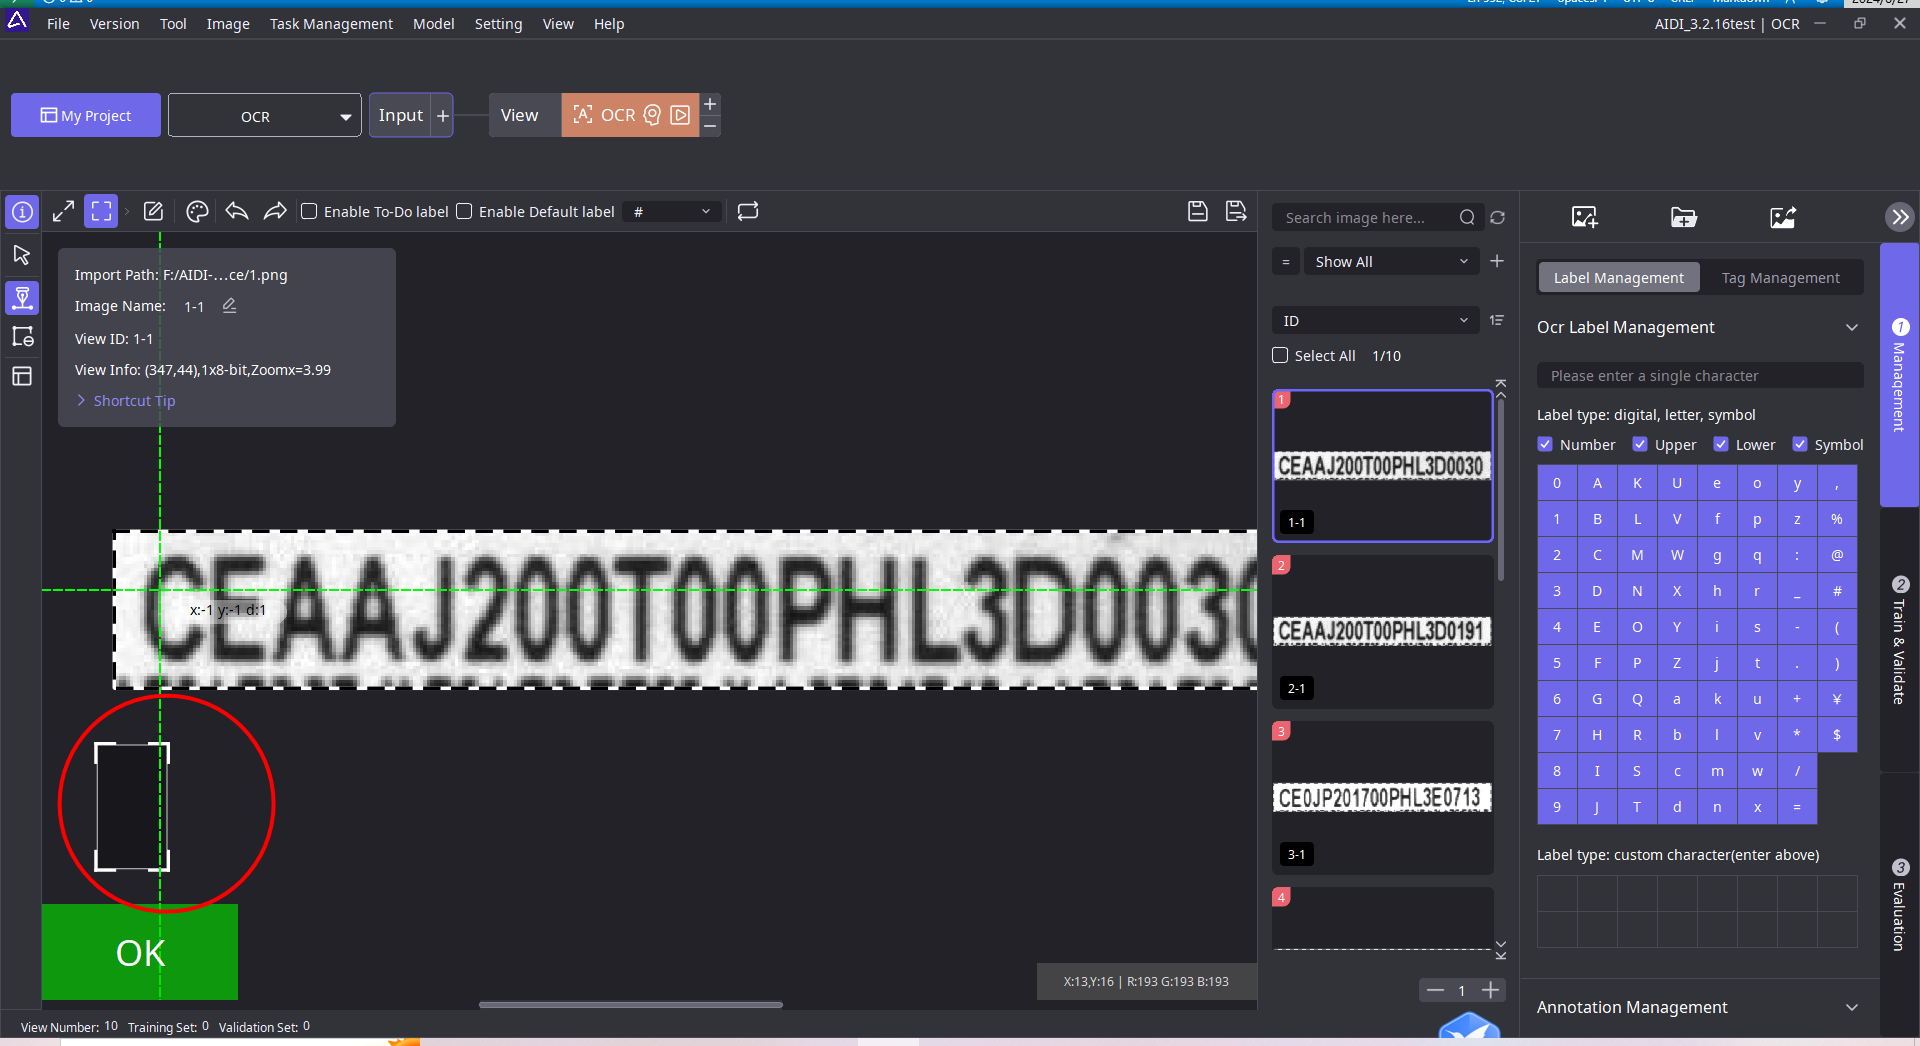 File Version Tool Image Task Management Model Setting View Help AIDI_3.2.16test | OCR
My Project OCR Input + View OCR
Enable To-Do label Enable Default label #
Import Path: F:/AIDI-...ce/1.png
Image Name: 1-1
View ID: 1-1
View Info: (347,44),1x8-bit,Zoomx=3.99
Shortcut Tip
CEAAJ200T00PHL3D0030
x:-1 y:-1 d:1
OK
X:13,Y:16 | R:193 G:193 B:193
View Number: 10 Training Set: 0 Validation Set: 0
Search image here...
= Show All
ID
Select All 1/10
1
CEAAJ200T00PHL3D0030
1-1
2
CEAAJ200T00PHL3D0191
2-1
3
CE0JP201700PHL3E0713
3-1
4
1
Label Management Tag Management
Ocr Label Management
Please enter a single character
Label type: digital, letter, symbol
Number Upper Lower Symbol
0 A K U e o y ,
1 B L V f p z %
2 C M W g q : @
3 D N X h r _ #
4 E O Y i s - (
5 F P Z j t . )
6 G Q a k u + ¥
7 H R b l v * $
8 I S c m w /
9 J T d n x =
Label type: custom character(enter above)
Annotation Management
1 Management
2 Train & Validate
3 Evaluation